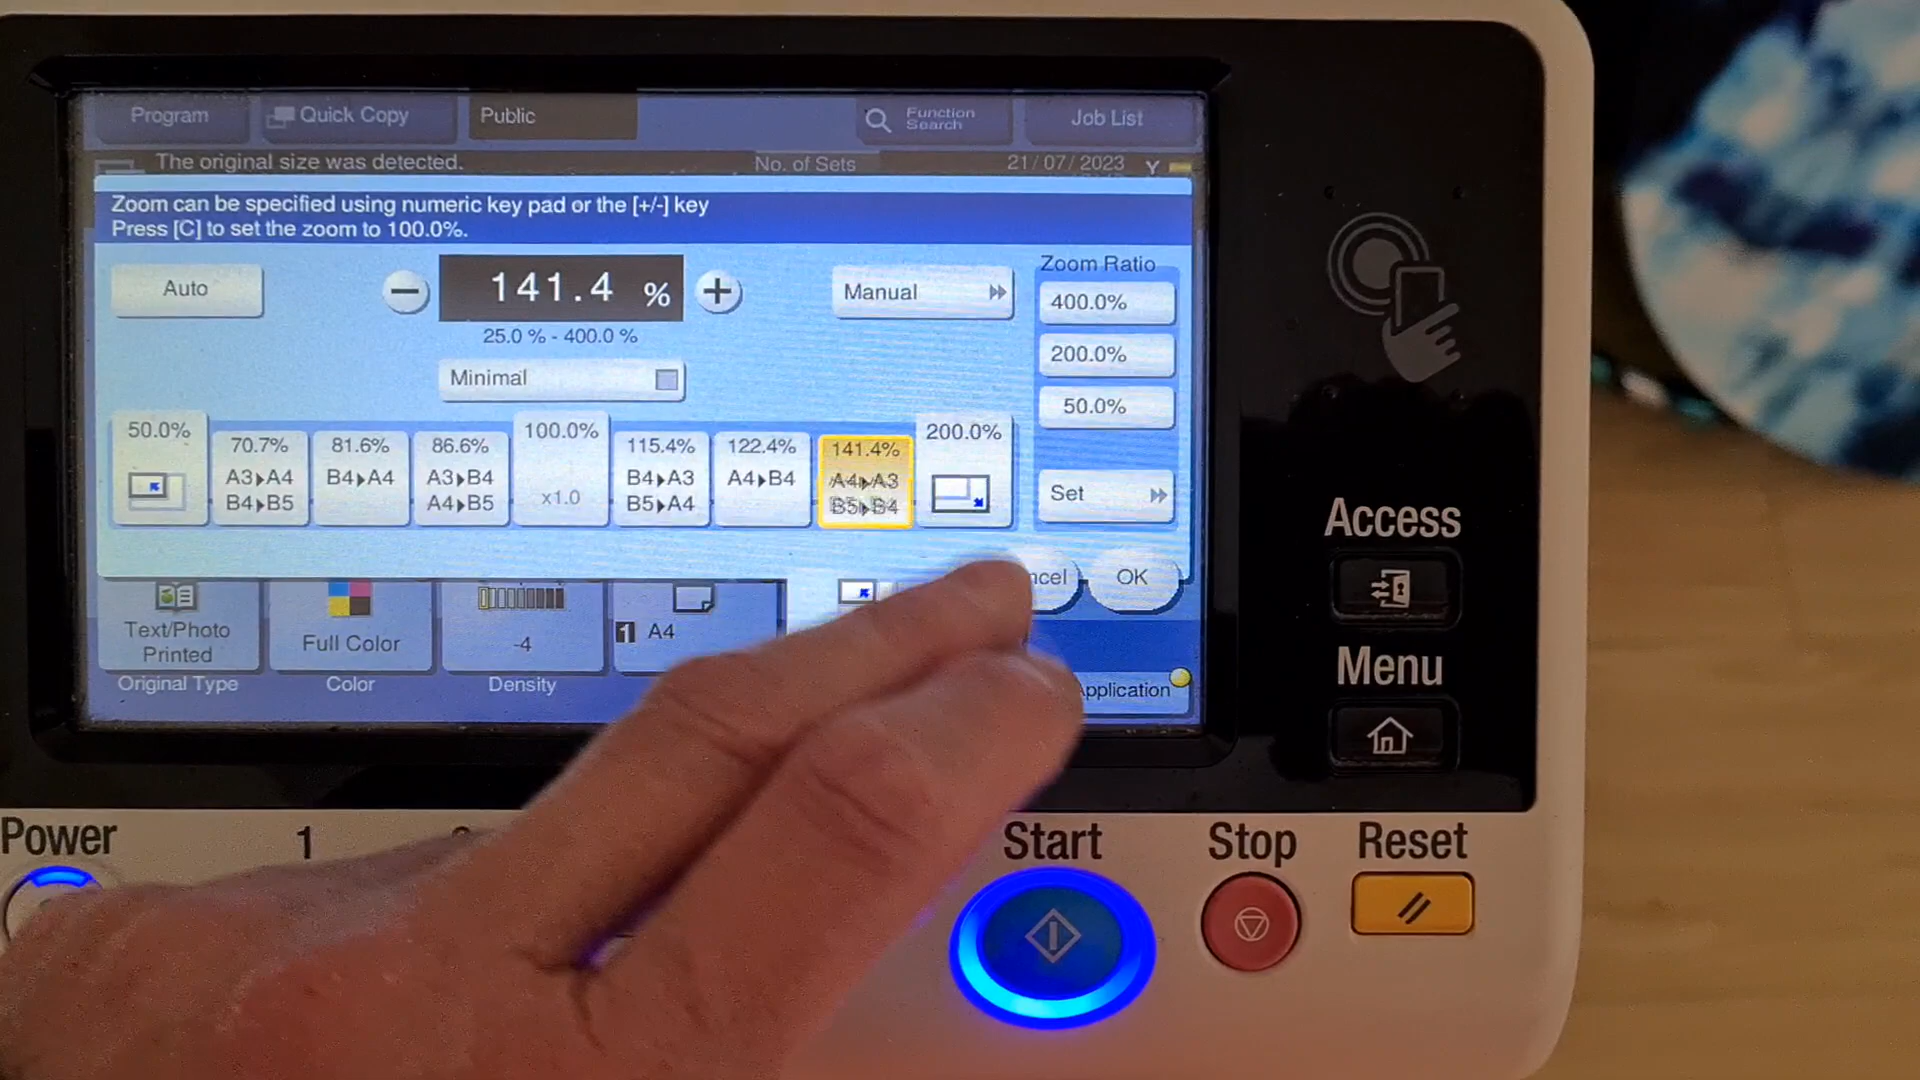 Program
Quick Copy
Public
Function
Search
Job List
The original size was detected.
No. of Sets
21/07/2023
Y
Zoom can be specified using numeric key pad or the [+/-] key
Press [C] to set the zoom to 100.0%.
Auto
141.4 %
25.0 % - 400.0 %
Minimal
Manual
Zoom Ratio
400.0%
200.0%
50.0%
Set
50.0%
70.7%
A3▸A4
B4▸B5
81.6%
B4▸A4
86.6%
A3▸B4
A4▸B5
100.0%
x1.0
115.4%
B4▸A3
B5▸A4
122.4%
A4▸B4
141.4%
A4▸A3
B5▸B4
200.0%
ncel
OK
Text/Photo
Printed
Original Type
Full Color
Color
-4
Density
1 A4
Application
Access
Menu
Power
1
Start
Stop
Reset